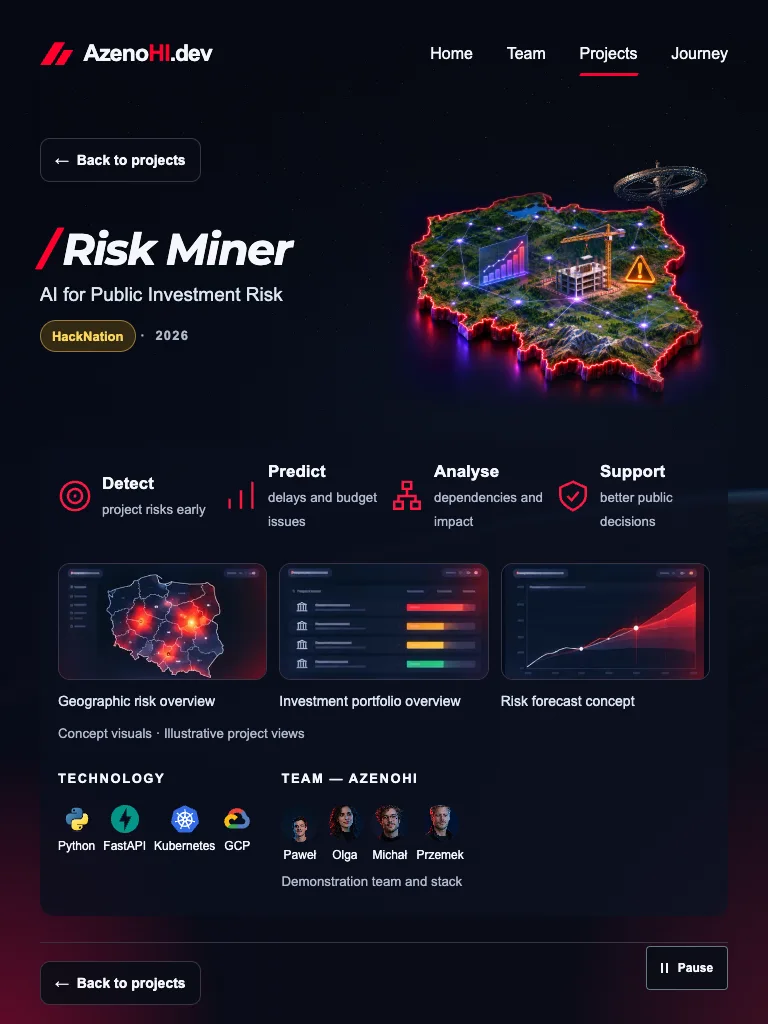 AzenoHI.dev
Home
Team
Projects
Journey
← Back to projects
/Risk Miner
AI for Public Investment Risk
HackNation · 2026
Detect
project risks early
Predict
delays and budget
issues
Analyse
dependencies and
impact
Support
better public
decisions
Geographic risk overview
Investment portfolio overview
Risk forecast concept
Concept visuals · Illustrative project views
TECHNOLOGY
Python
FastAPI
Kubernetes
GCP
TEAM — AZENOHI
Paweł
Olga
Michał
Przemek
Demonstration team and stack
← Back to projects
Pause